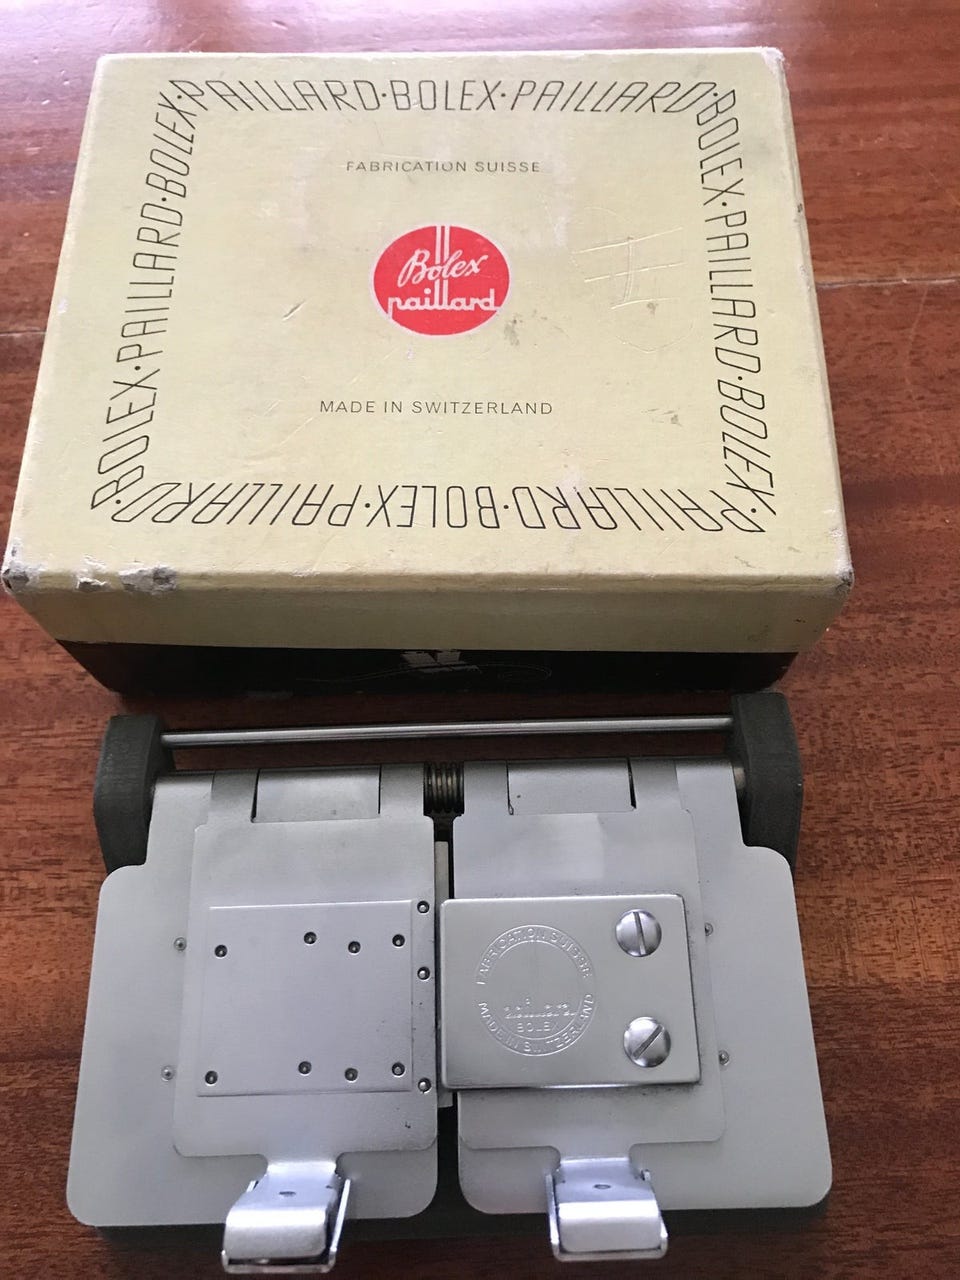 PAILLARD·BOLEX·PAILLARD·
BOLEX·PAILLARD·BOLEX·
PAILLARD·BOLEX·PAILLARD·
BOLEX·PAILLARD·BOLEX·
FABRICATION SUISSE
Bolex
paillard
MADE IN SWITZERLAND
FABRICATION SUISSE
BOLEX
MADE IN SWITZERLAND